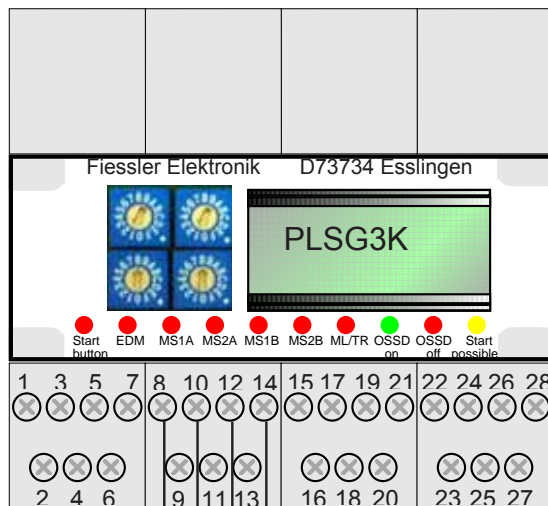 Fiessler Elektronik D73734 Esslingen
PLSG3K
Start button EDM MS1A MS2A MS1B MS2B ML/TR OSSD on OSSD off Start possible
1 3 5 7 8 10 12 14 15 17 19 21 22 24 26 28
2 4 6 9 11 13 16 18 20 23 25 27